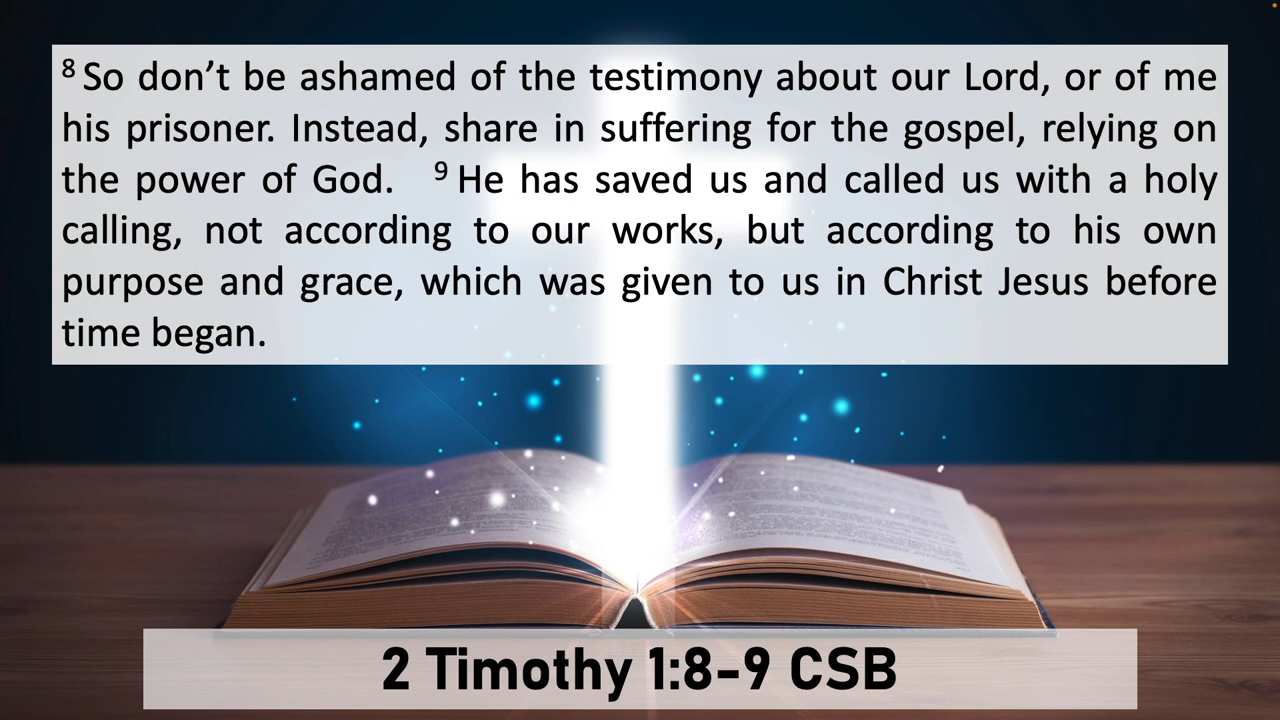 8 So don’t be ashamed of the testimony about our Lord, or of me
his prisoner. Instead, share in suffering for the gospel, relying on
the power of God. 9 He has saved us and called us with a holy
calling, not according to our works, but according to his own
purpose and grace, which was given to us in Christ Jesus before
time began.
2 Timothy 1:8-9 CSB